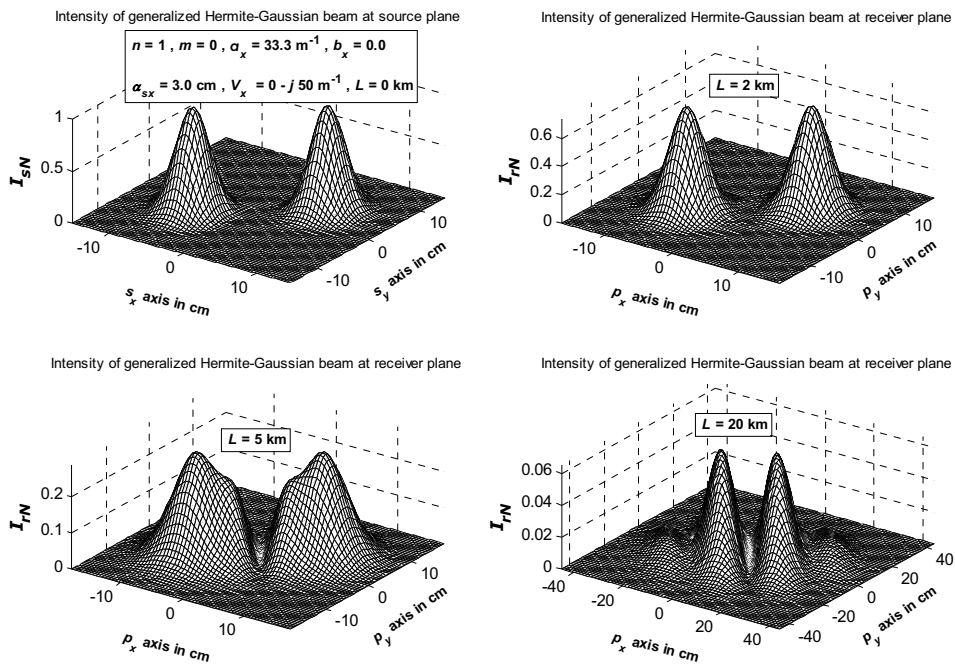 Intensity of generalized Hermite-Gaussian beam at source plane
n = 1 , m = 0 , a_x = 33.3 m^-1 , b_x = 0.0
α_sx = 3.0 cm , V_x = 0 - j 50 m^-1 , L = 0 km
I_sN
1
0.5
0
-10
0
10
s_x axis in cm
-10
0
10
s_y axis in cm
Intensity of generalized Hermite-Gaussian beam at receiver plane
L = 2 km
I_rN
0.6
0.4
0.2
0
-10
0
10
p_x axis in cm
-10
0
10
p_y axis in cm
Intensity of generalized Hermite-Gaussian beam at receiver plane
L = 5 km
I_rN
0.2
0.1
0
-10
0
10
p_x axis in cm
-10
0
10
p_y axis in cm
Intensity of generalized Hermite-Gaussian beam at receiver plane
L = 20 km
I_rN
0.06
0.04
0.02
0
-40
-20
0
20
40
p_x axis in cm
-40
-20
0
20
40
p_y axis in cm